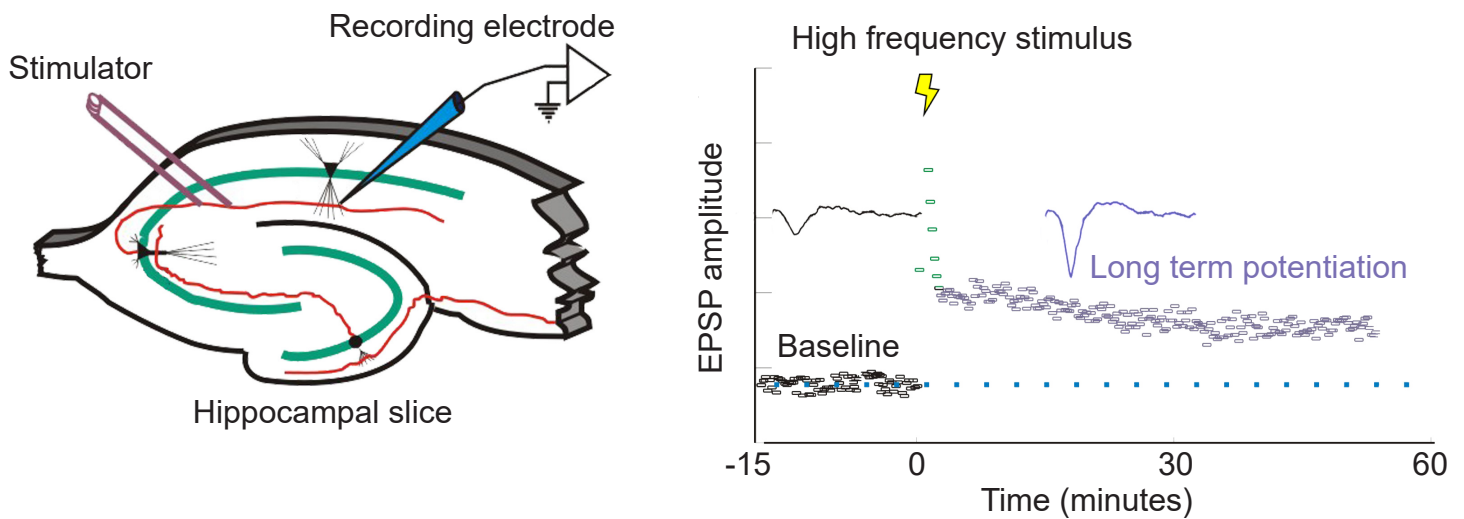 Recording electrode
Stimulator
Hippocampal slice
High frequency stimulus
EPSP amplitude
Long term potentiation
Baseline
-15 0 30 60
Time (minutes)